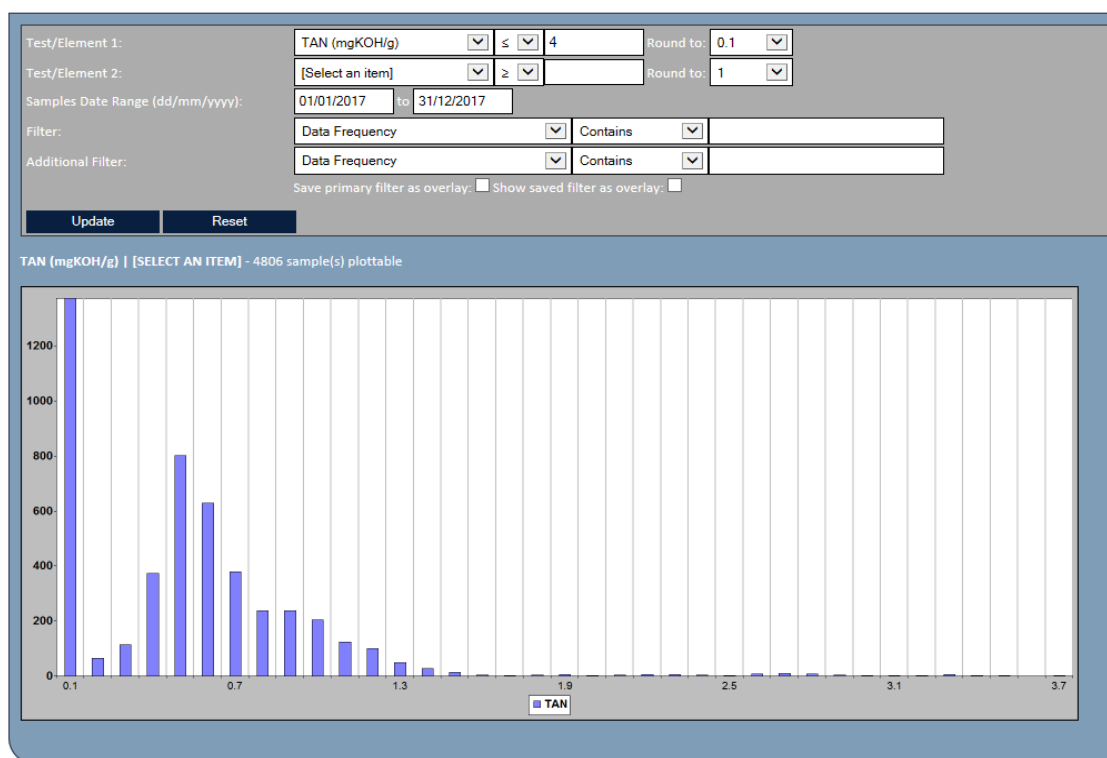 Test/Element 1: TAN (mgKOH/g) ≤ 4 Round to: 0.1
Test/Element 2: [Select an item] ≥ Round to: 1
Samples Date Range (dd/mm/yyyy): 01/01/2017 to 31/12/2017
Filter: Data Frequency Contains
Additional Filter: Data Frequency Contains
Save primary filter as overlay: Show saved filter as overlay:
Update Reset
TAN (mgKOH/g) | [SELECT AN ITEM] - 4806 sample(s) plottable
1200
1000
800
600
400
200
0
0.1 0.7 1.3 1.9 2.5 3.1 3.7
TAN